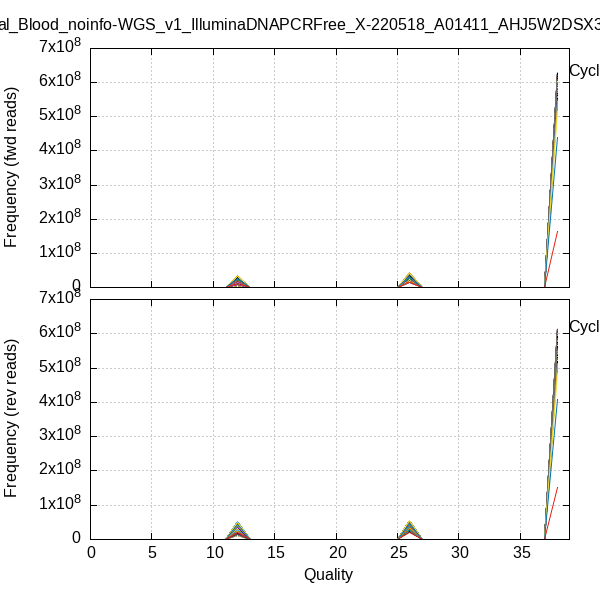 al_Blood_noinfo-WGS_v1_IlluminaDNAPCRFree_X-220518_A01411_AHJ5W2DSX3
7x10^8
6x10^8
5x10^8
4x10^8
3x10^8
2x10^8
1x10^8
0
Frequency (fwd reads)
Cycl
7x10^8
6x10^8
5x10^8
4x10^8
3x10^8
2x10^8
1x10^8
0
Frequency (rev reads)
Cycl
0 5 10 15 20 25 30 35
Quality